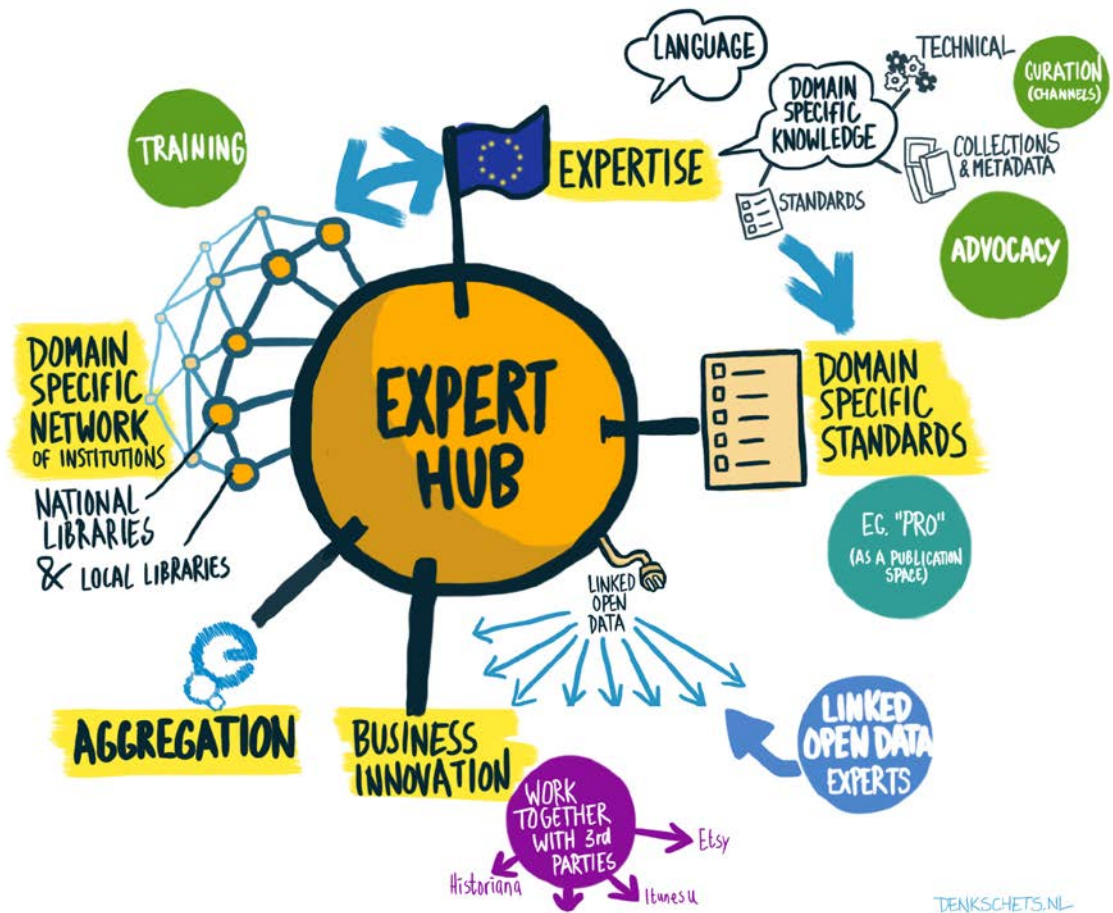 LANGUAGE
TECHNICAL
CURATION
(CHANNELS)
DOMAIN
SPECIFIC
KNOWLEDGE
TRAINING
EXPERTISE
COLLECTIONS
& METADATA
STANDARDS
ADVOCACY
DOMAIN
SPECIFIC
NETWORK
OF INSTITUTIONS
NATIONAL
LIBRARIES
& LOCAL LIBRARIES
EXPERT
HUB
DOMAIN
SPECIFIC
STANDARDS
EG. "PRO"
(AS A PUBLICATION
SPACE)
LINKED
OPEN
DATA
AGGREGATION
BUSINESS
INNOVATION
LINKED
OPEN DATA
EXPERTS
WORK
TOGETHER
WITH 3rd
PARTIES
Etsy
Historiana
Itunes U
DENKSCHETS.NL